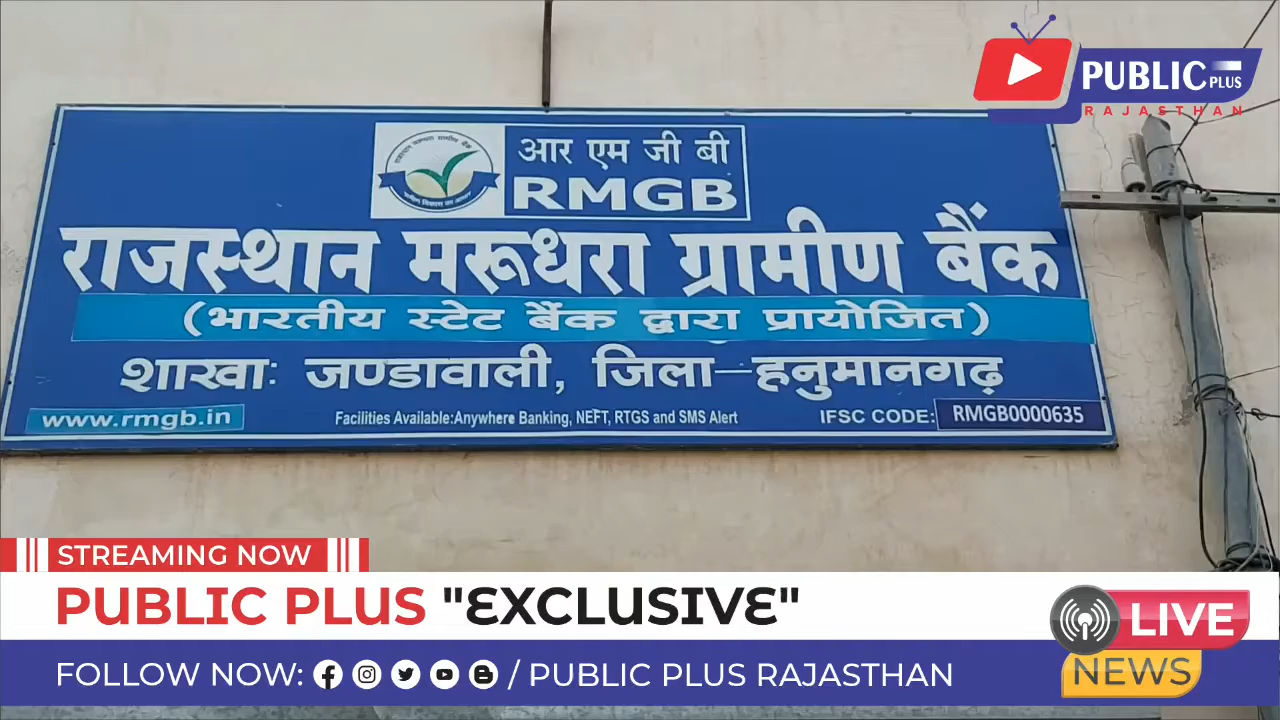 PUBLIC PLUS
RAJASTHAN
आर एम जी बी
RMGB
राजस्थान मरूधरा ग्रामीण बैंक
(भारतीय स्टेट बैंक द्वारा प्रायोजित)
शाखाः जण्डावाली, जिला-हनुमानगढ़
www.rmgb.in
Facilities Available:Anywhere Banking, NEFT, RTGS and SMS Alert
IFSC CODE: RMGB0000635
STREAMING NOW
PUBLIC PLUS "EXCLUSIVE"
LIVE
NEWS
FOLLOW NOW: / PUBLIC PLUS RAJASTHAN